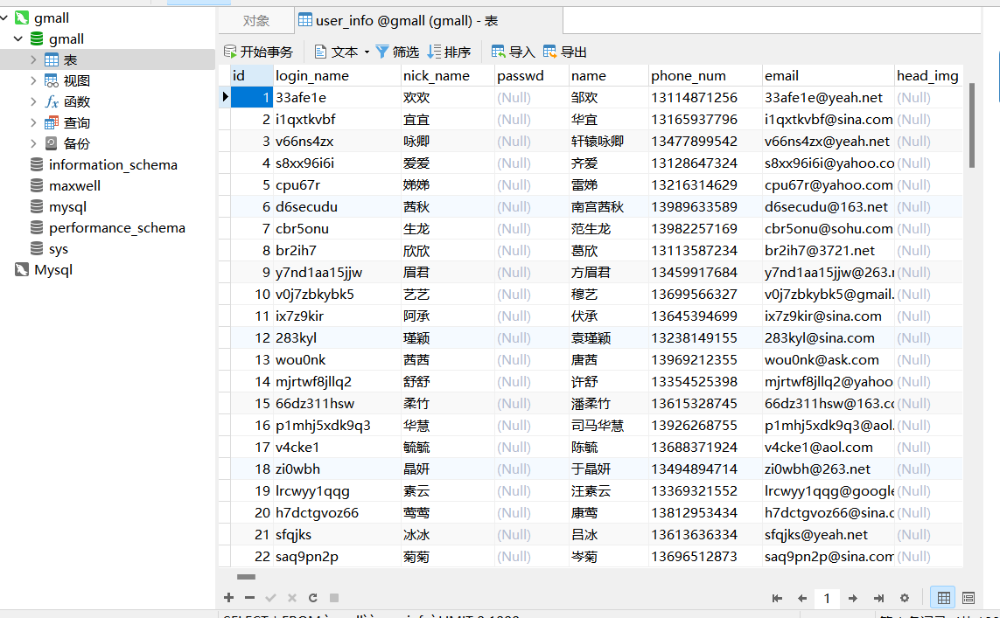 gmall
gmall
表
视图
函数
查询
备份
information_schema
maxwell
mysql
performance_schema
sys
Mysql
对象 user_info @gmall (gmall) - 表
开始事务 文本 筛选 排序 导入 导出
id login_name nick_name passwd name phone_num email head_img
1 33afe1e 欢欢 (Null) 邹欢 13114871256 33afe1e@yeah.net (Null)
2 i1qxtkvbf 宜宜 (Null) 华宜 13165937796 i1qxtkvbf@sina.com (Null)
3 v66ns4zx 咏卿 (Null) 轩辕咏卿 13477899542 v66ns4zx@yeah.net (Null)
4 s8xx96i6i 爱爱 (Null) 齐爱 13128647324 s8xx96i6i@yahoo.co (Null)
5 cpu67r 娣娣 (Null) 雷娣 13216314629 cpu67r@yahoo.com (Null)
6 d6secudu 茜秋 (Null) 南宫茜秋 13989633589 d6secudu@163.net (Null)
7 cbr5onu 生龙 (Null) 范生龙 13982257169 cbr5onu@sohu.com (Null)
8 br2ih7 欣欣 (Null) 葛欣 13113587234 br2ih7@3721.net (Null)
9 y7nd1aa15jjw 眉君 (Null) 方眉君 13459917684 y7nd1aa15jjw@263.r (Null)
10 v0j7zbkybk5 艺艺 (Null) 穆艺 13699566327 v0j7zbkybk5@gmail. (Null)
11 ix7z9kir 阿承 (Null) 伏承 13645394699 ix7z9kir@sina.com (Null)
12 283kyl 瑾颖 (Null) 袁瑾颖 13238149155 283kyl@sina.com (Null)
13 wou0nk 茜茜 (Null) 唐茜 13969212355 wou0nk@ask.com (Null)
14 mjrtwf8jllq2 舒舒 (Null) 许舒 13354525398 mjrtwf8jllq2@yahoo (Null)
15 66dz311hsw 柔竹 (Null) 潘柔竹 13615328745 66dz311hsw@163.co (Null)
16 p1mhj5xdk9q3 华慧 (Null) 司马华慧 13926268755 p1mhj5xdk9q3@aol. (Null)
17 v4cke1 毓毓 (Null) 陈毓 13688371924 v4cke1@aol.com (Null)
18 zi0wbh 晶妍 (Null) 于晶妍 13494894714 zi0wbh@263.net (Null)
19 lrcwyy1qqg 素云 (Null) 汪素云 13369321552 lrcwyy1qqg@google (Null)
20 h7dctgvoz66 莺莺 (Null) 康莺 13812953434 h7dctgvoz66@sina.c (Null)
21 sfqjks 冰冰 (Null) 吕冰 13613636334 sfqjks@yeah.net (Null)
22 saq9pn2p 菊菊 (Null) 岑菊 13696512873 saq9pn2p@sina.com (Null)
1